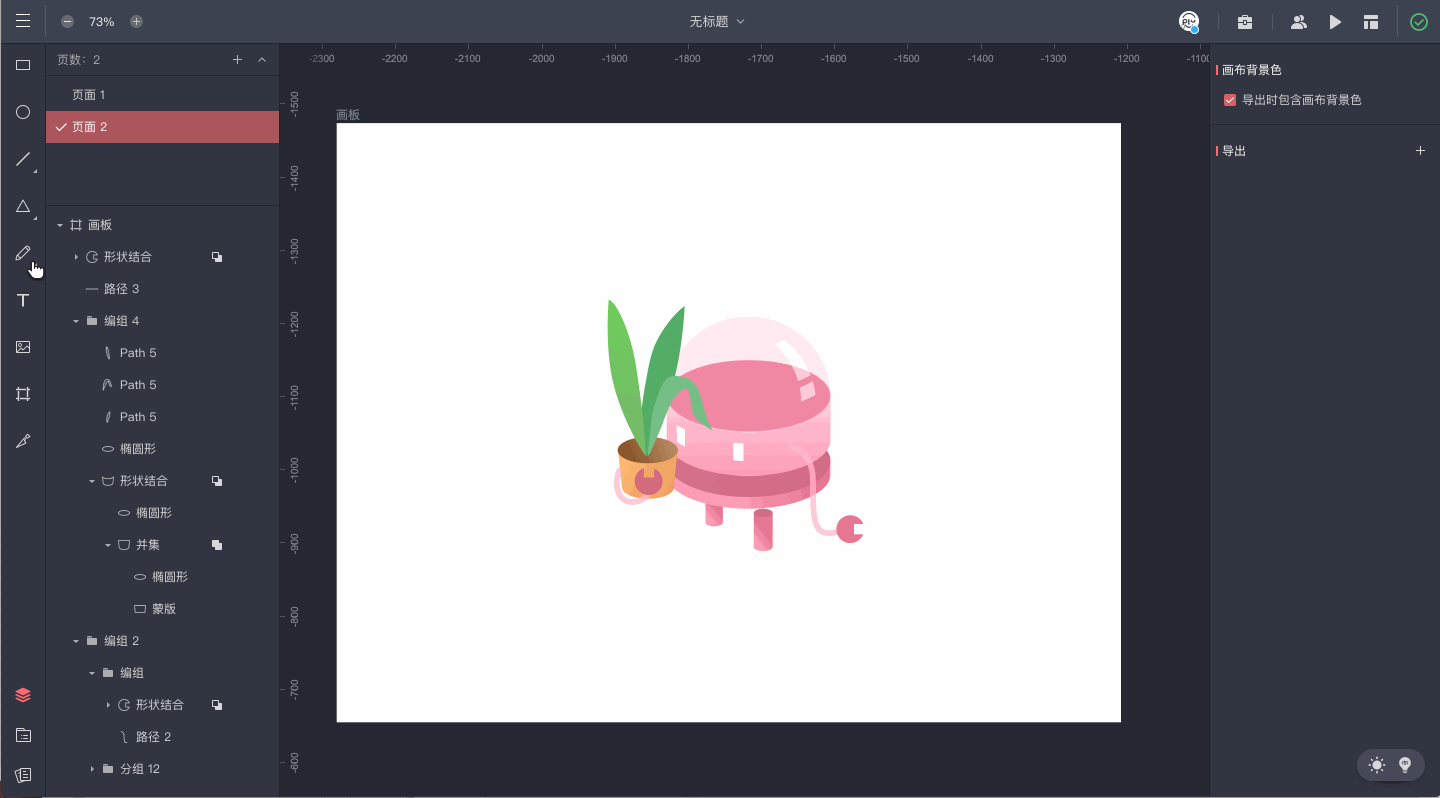 73%
无标题
页数：2
页面 1
页面 2
画板
形状结合
路径 3
编组 4
Path 5
Path 5
Path 5
椭圆形
形状结合
椭圆形
并集
椭圆形
蒙版
编组 2
编组
形状结合
路径 2
分组 12
-2300 -2200 -2100 -2000 -1900 -1800 -1700 -1600 -1500 -1400 -1300 -1200 -1100
-1500
-1400
-1300
-1200
-1100
-1000
-900
-800
-700
-600
画板
画布背景色
导出时包含画布背景色
导出
T